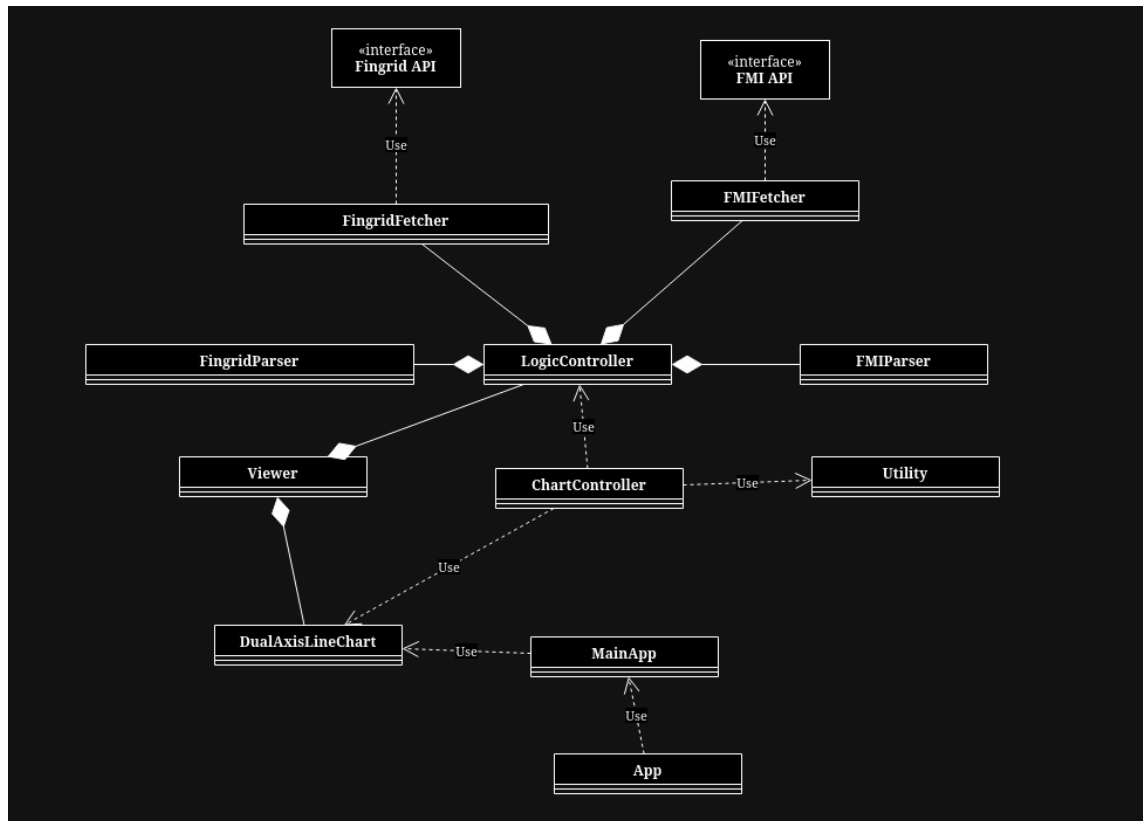 «interface»
Fingrid API
«interface»
FMI API
Use
Use
FMIFetcher
FingridFetcher
FingridParser
LogicController
FMIParser
Use
Viewer
ChartController
Use
Utility
Use
DualAxisLineChart
Use
MainApp
Use
App